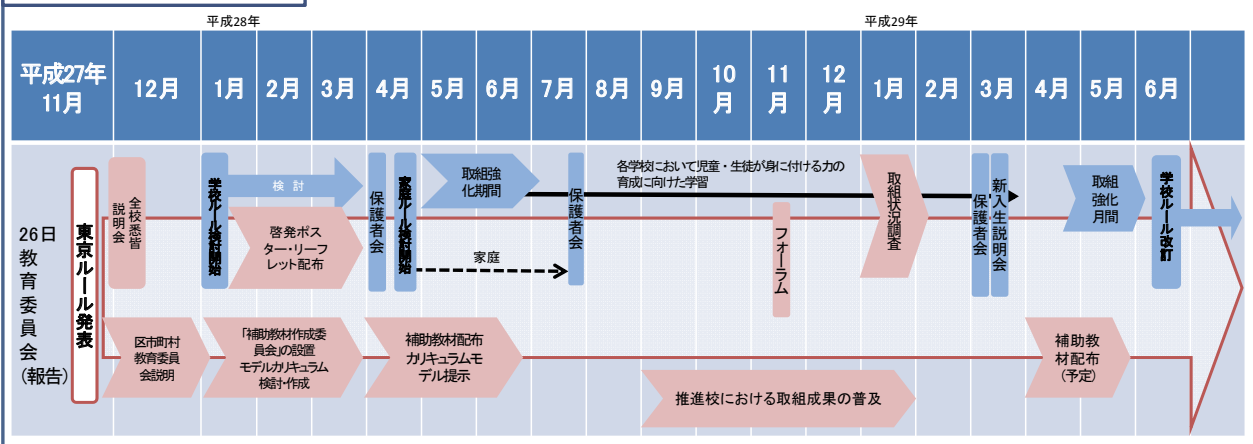 平成28年
平成29年
平成27年
11月
12月
1月
2月
3月
4月
5月
6月
7月
8月
9月
10
月
11
月
12
月
1月
2月
3月
4月
5月
6月
26日
教
育
委
員
会
(報告)
東京ルール発表
全校悉皆
説明会
学校ルール検討開始
検 討
啓発ポス
ター・リーフ
レット配布
保護者会
家庭ルール検討開始
取組強
化期間
家庭
保護者会
各学校において児童・生徒が身に付ける力の
育成に向けた学習
フォーラム
取組状況調査
保護者会
新入生説明会
取組
強化
月間
学校ルール改訂
区市町村
教育委員
会説明
「補助教材作成委
員会」の設置
モデルカリキュラム
検討・作成
補助教材配布
カリキュラムモ
デル提示
推進校における取組成果の普及
補助教
材配布
(予定)